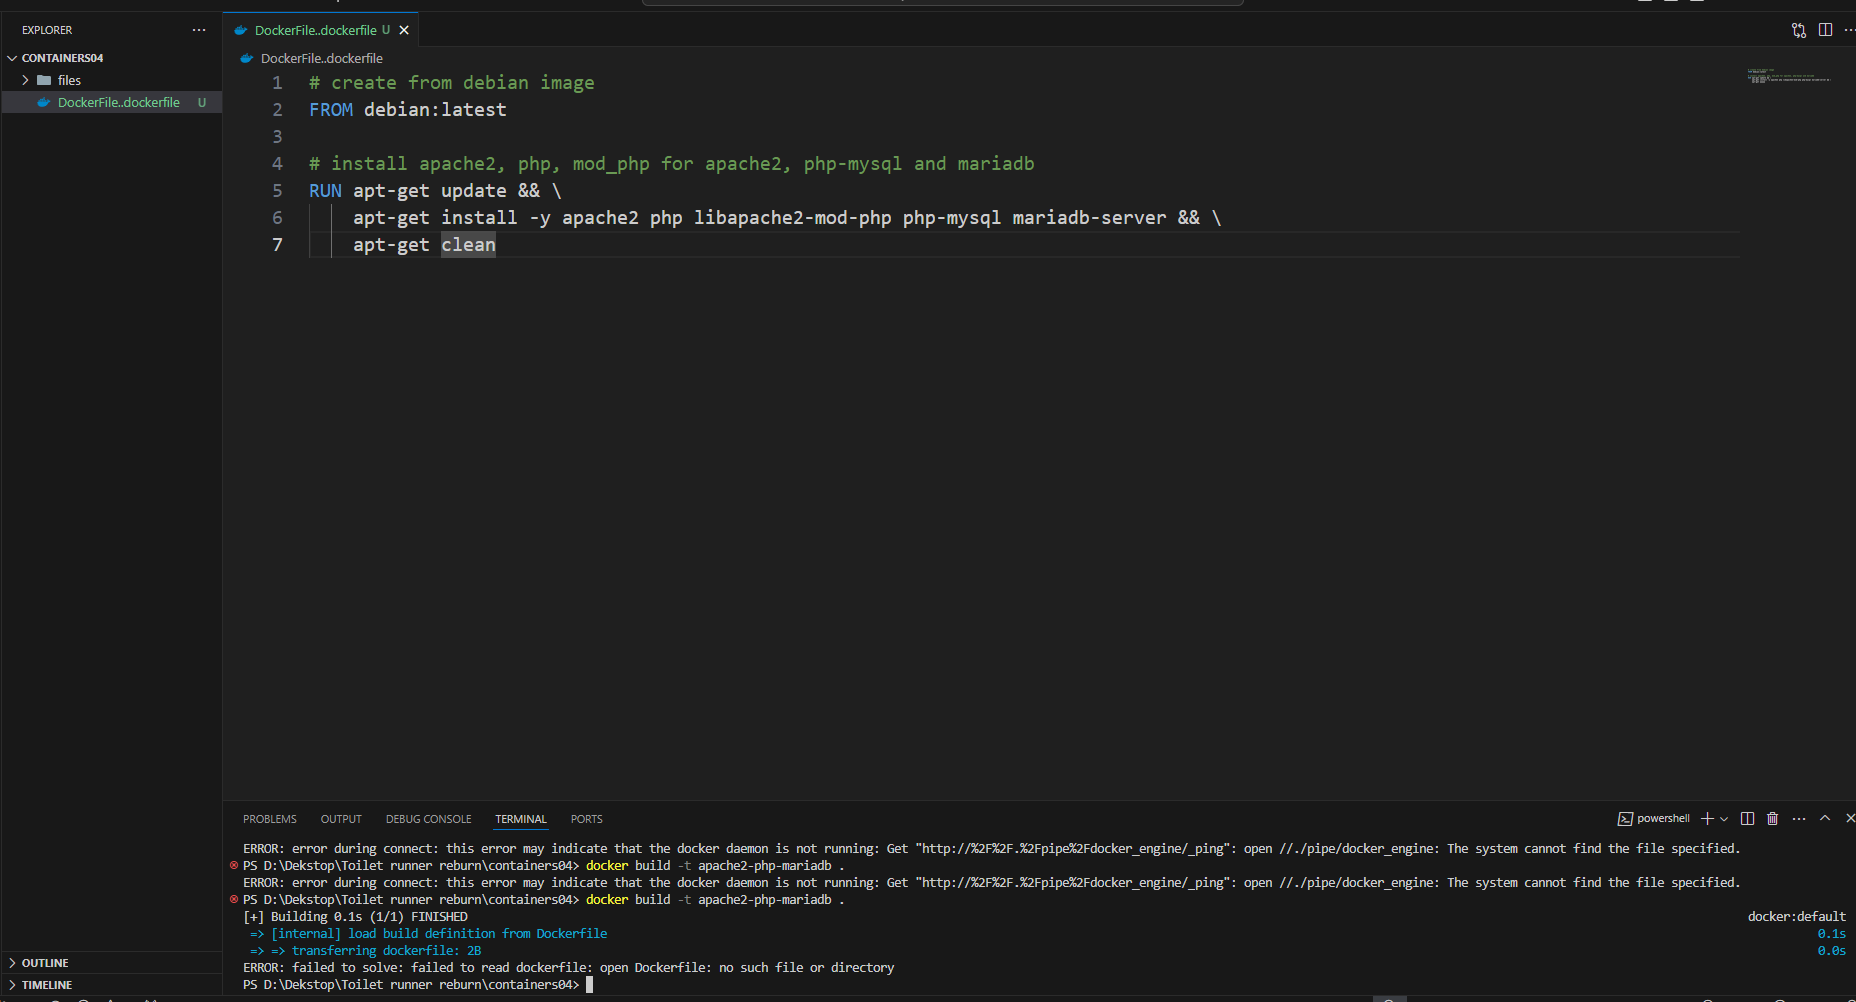 EXPLORER
CONTAINERS04
files
DockerFile..dockerfile U
DockerFile..dockerfile U
DockerFile..dockerfile
1 # create from debian image
2 FROM debian:latest
3
4 # install apache2, php, mod_php for apache2, php-mysql and mariadb
5 RUN apt-get update && \
6 apt-get install -y apache2 php libapache2-mod-php php-mysql mariadb-server && \
7 apt-get clean
PROBLEMS OUTPUT DEBUG CONSOLE TERMINAL PORTS
powershell
ERROR: error during connect: this error may indicate that the docker daemon is not running: Get "http://%2F%2F.%2Fpipe%2Fdocker_engine/_ping": open //./pipe/docker_engine: The system cannot find the file specified.
PS D:\Dekstop\Toilet runner reburn\containers04> docker build -t apache2-php-mariadb .
ERROR: error during connect: this error may indicate that the docker daemon is not running: Get "http://%2F%2F.%2Fpipe%2Fdocker_engine/_ping": open //./pipe/docker_engine: The system cannot find the file specified.
PS D:\Dekstop\Toilet runner reburn\containers04> docker build -t apache2-php-mariadb .
[+] Building 0.1s (1/1) FINISHED docker:default
=> [internal] load build definition from Dockerfile 0.1s
=> => transferring dockerfile: 2B 0.0s
ERROR: failed to solve: failed to read dockerfile: open Dockerfile: no such file or directory
PS D:\Dekstop\Toilet runner reburn\containers04>
OUTLINE
TIMELINE